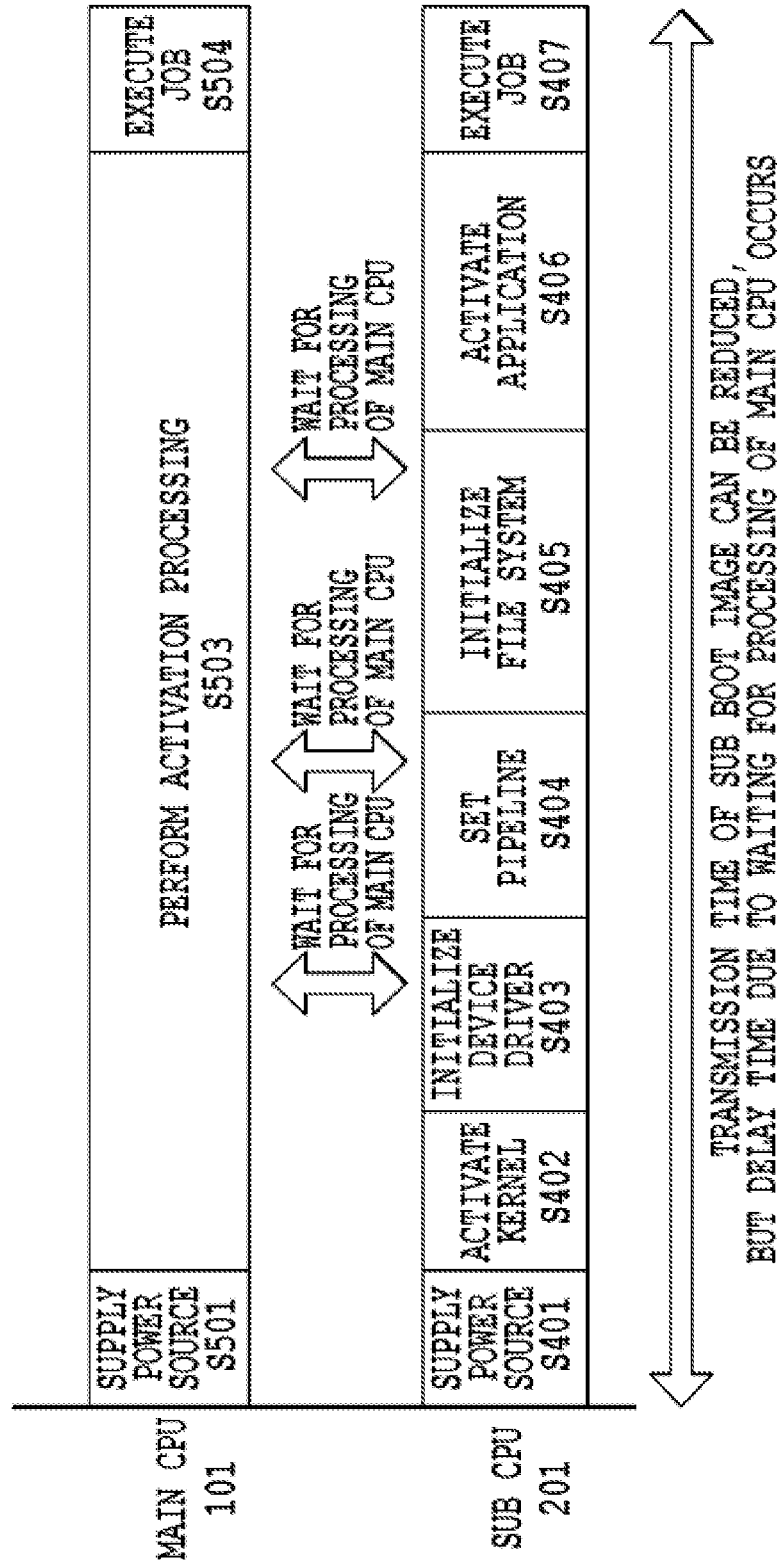 MAIN CPU
101
SUPPLY
POWER
SOURCE
S501
PERFORM ACTIVATION PROCESSING
S503
EXECUTE
JOB
S504
WAIT FOR
PROCESSING
OF MAIN CPU
WAIT FOR
PROCESSING
OF MAIN CPU
WAIT FOR
PROCESSING
OF MAIN CPU
SUB CPU
201
SUPPLY
POWER
SOURCE
S401
ACTIVATE
KERNEL
S402
INITIALIZE
DEVICE
DRIVER
S403
SET
PIPELINE
S404
INITIALIZE
FILE SYSTEM
S405
ACTIVATE
APPLICATION
S406
EXECUTE
JOB
S407
TRANSMISSION TIME OF SUB BOOT IMAGE CAN BE REDUCED,
BUT DELAY TIME DUE TO WAITING FOR PROCESSING OF MAIN CPU OCCURS